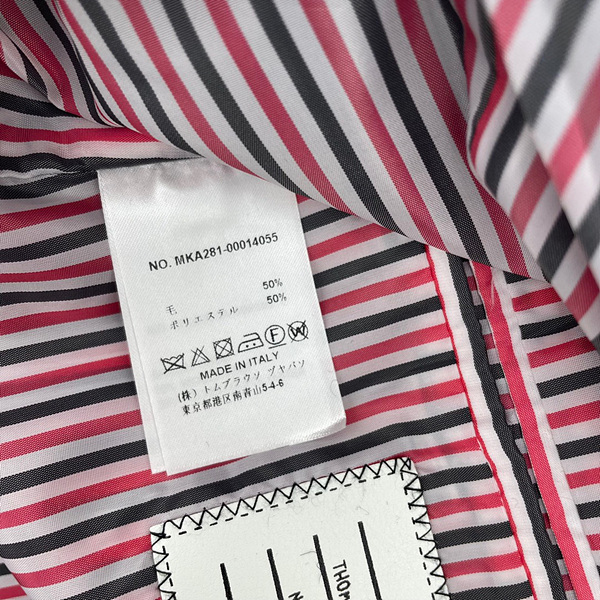 NO. MKA281-00014055
50%
毛 50%
ポリエステル
MADE IN ITALY
(株) トムブラウン ジャパン
東京都港区南青山5-4-6
THOM
N